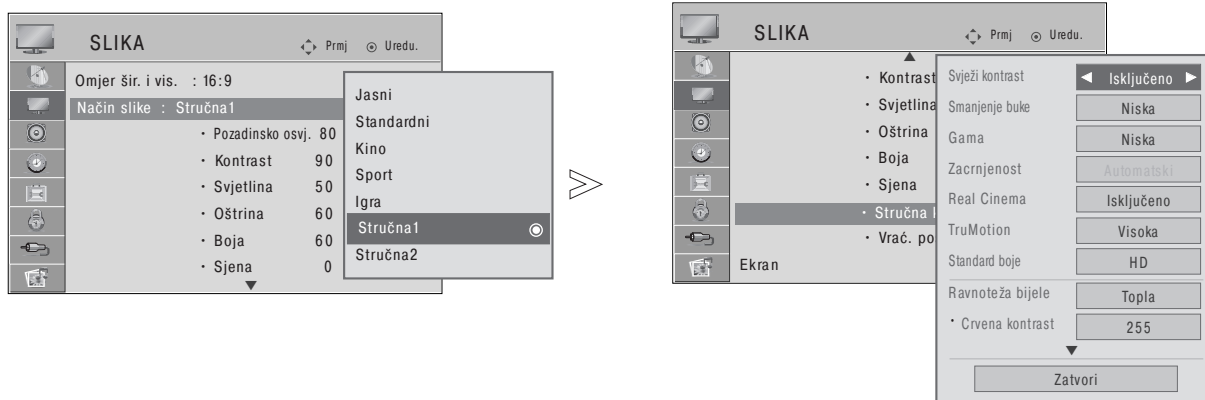 SLIKA
Prmj
Uredu.
Omjer šir. i vis. : 16:9
Način slike : Stručna1
• Pozadinsko osvj. 80
• Kontrast 90
• Svjetlina 50
• Oštrina 60
• Boja 60
• Sjena 0
Jasni
Standardni
Kino
Sport
Igra
Stručna1
Stručna2
SLIKA
Prmj
Uredu.
• Kontrast
• Svjetlina
• Oštrina
• Boja
• Sjena
• Stručna
• Vrać. po
Ekran
Svježi kontrast Isključeno
Smanjenje buke Niska
Gama Niska
Zacrnjenost Automatski
Real Cinema Isključeno
TruMotion Visoka
Standard boje HD
Ravnoteža bijele Topla
• Crvena kontrast 255
Zatvori